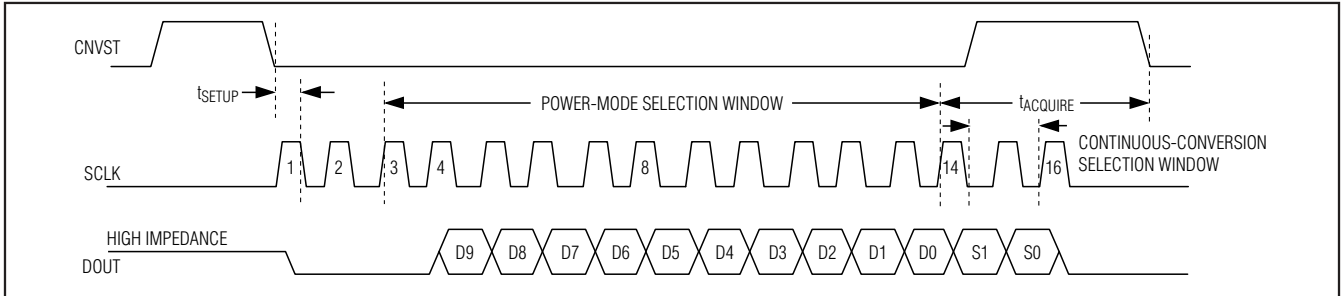 CNVST
tSETUP
POWER-MODE SELECTION WINDOW
tACQUIRE
CONTINUOUS-CONVERSION
SELECTION WINDOW
SCLK
1 2 3 4 8 14 16
HIGH IMPEDANCE
DOUT
D9 D8 D7 D6 D5 D4 D3 D2 D1 D0 S1 S0